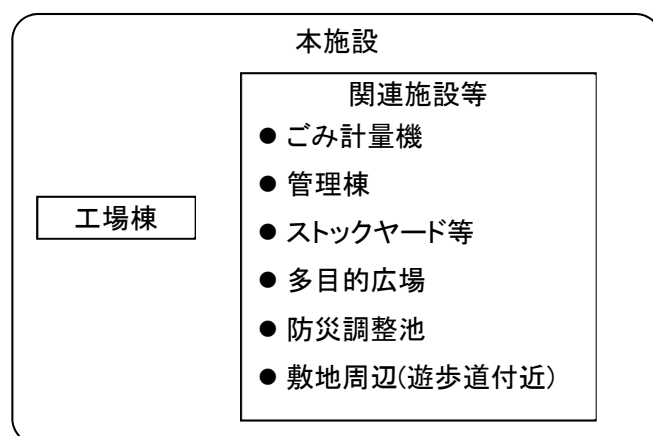 本施設
関連施設等
● ごみ計量機
● 管理棟
工場棟
● ストックヤード等
● 多目的広場
● 防災調整池
● 敷地周辺(遊歩道付近)